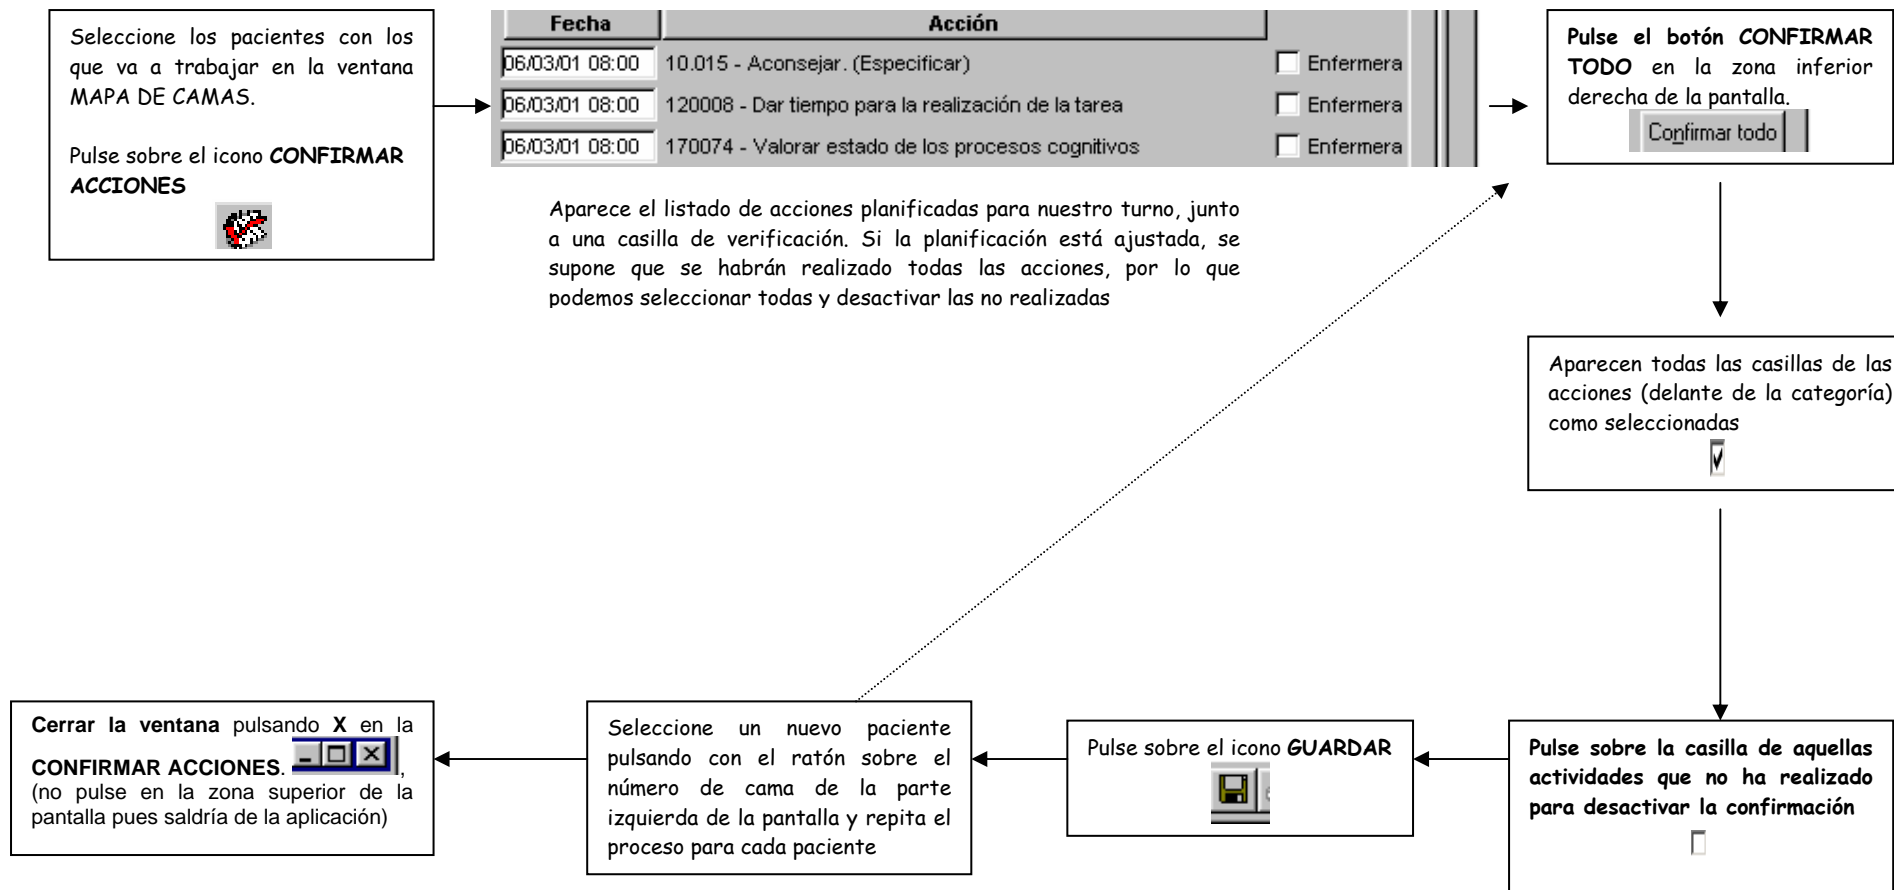 Seleccione los pacientes con los
que va a trabajar en la ventana
MAPA DE CAMAS.
Pulse sobre el icono CONFIRMAR
ACCIONES
Fecha Acción
06/03/01 08:00 10.015 - Aconsejar. (Especificar) Enfermera
06/03/01 08:00 120008 - Dar tiempo para la realización de la tarea Enfermera
06/03/01 08:00 170074 - Valorar estado de los procesos cognitivos Enfermera
Aparece el listado de acciones planificadas para nuestro turno, junto
a una casilla de verificación. Si la planificación está ajustada, se
supone que se habrán realizado todas las acciones, por lo que
podemos seleccionar todas y desactivar las no realizadas
Pulse el botón CONFIRMAR
TODO en la zona inferior
derecha de la pantalla.
Confirmar todo
Aparecen todas las casillas de las
acciones (delante de la categoría)
como seleccionadas
Pulse sobre la casilla de aquellas
actividades que no ha realizado
para desactivar la confirmación
Pulse sobre el icono GUARDAR
Seleccione un nuevo paciente
pulsando con el ratón sobre el
número de cama de la parte
izquierda de la pantalla y repita el
proceso para cada paciente
Cerrar la ventana pulsando X en la
CONFIRMAR ACCIONES. ,
(no pulse en la zona superior de la
pantalla pues saldría de la aplicación)